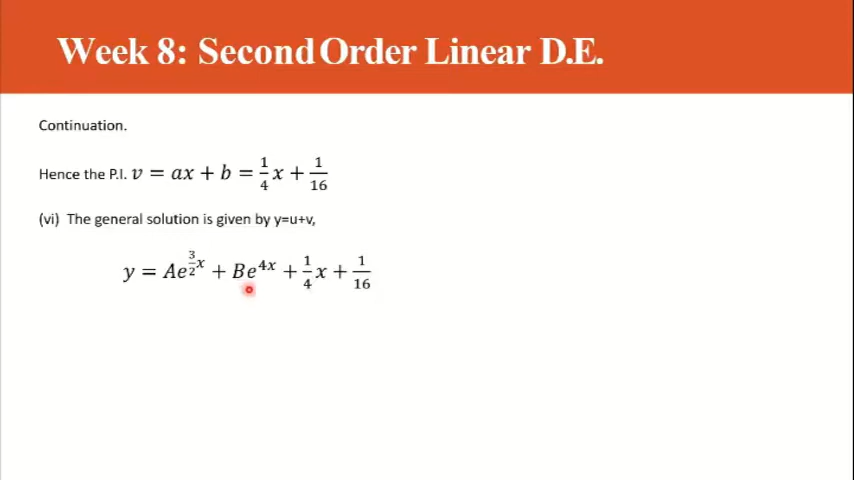 Week 8: Second Order Linear D.E.
Continuation.
Hence the P.I. v = ax + b = 1/4 x + 1/16
(vi) The general solution is given by y=u+v,
y = Ae^(3/2 x) + Be^(4x) + 1/4 x + 1/16